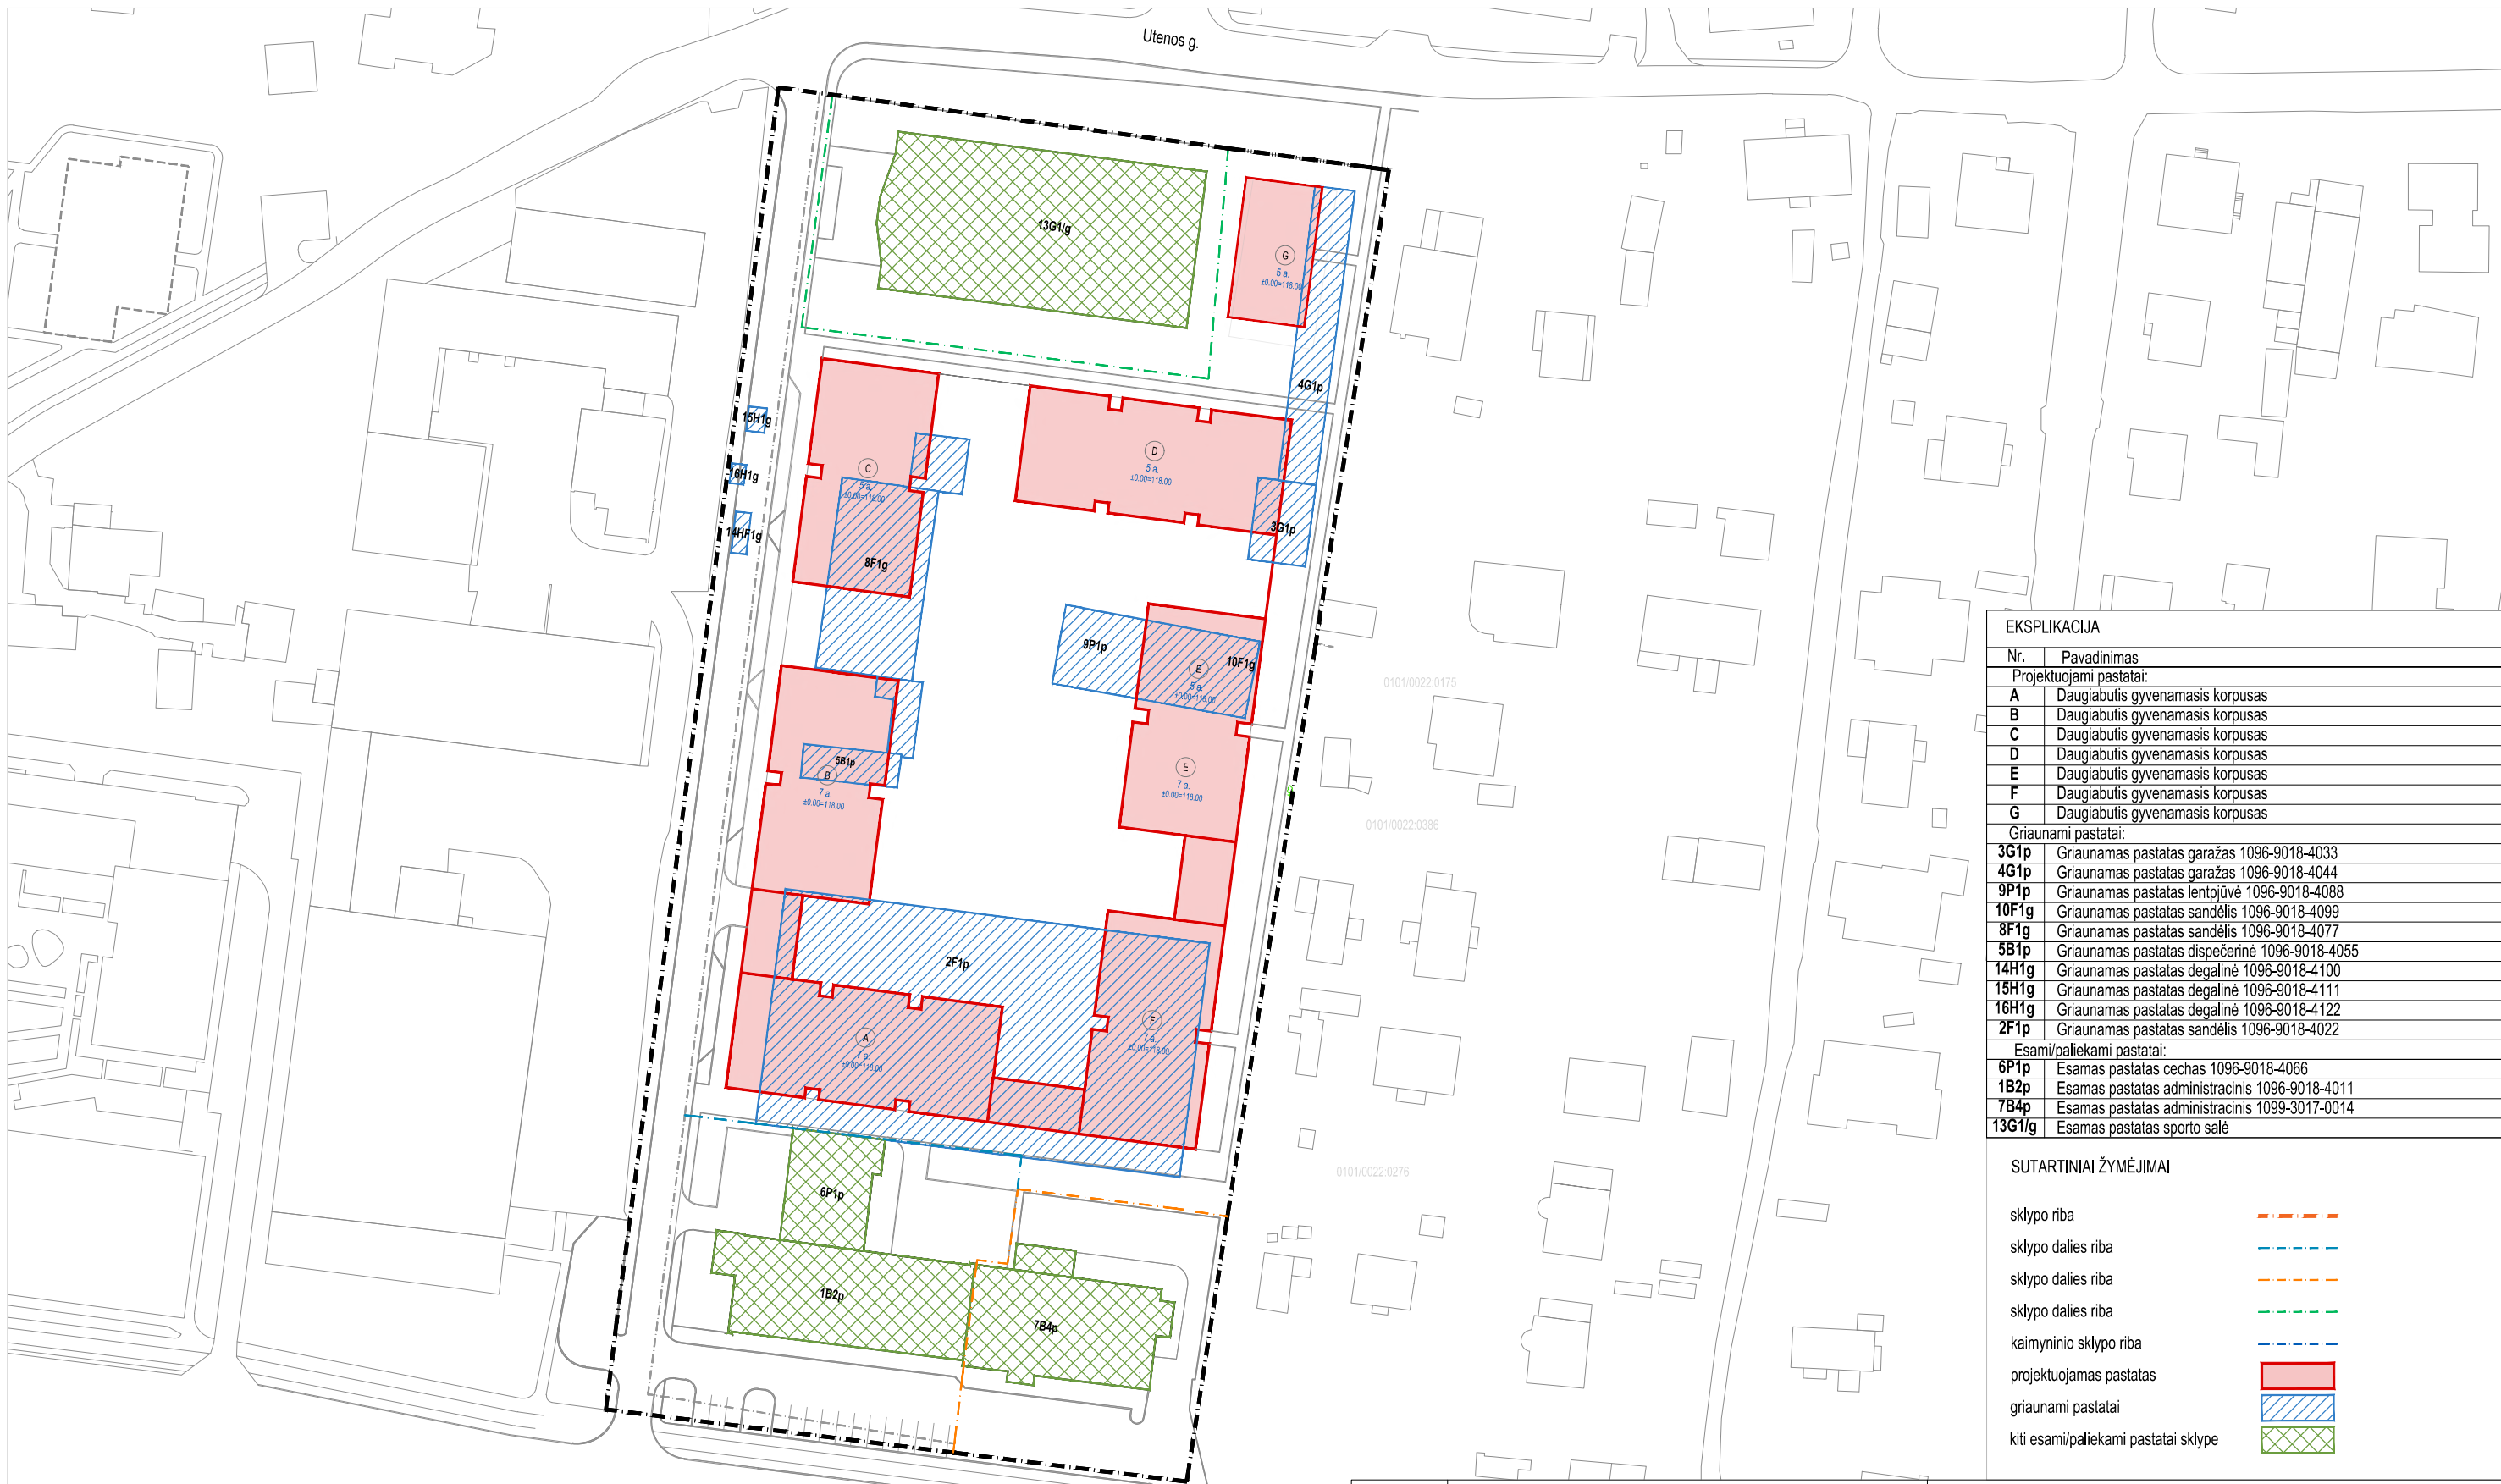 Utenos g.
13G1/g
G
5 a.
±0.00=118.00
4G1p
15H1g
C
5 a.
±0.00=118.00
D
5 a.
±0.00=118.00
16H1g
14HF1g
3G1p
8F1g
9P1p
10F1g
E
5 a.
±0.00=118.00
0101/0022:0175
5B1p
B
7 a.
±0.00=118.00
E
7 a.
±0.00=118.00
0101/0022:0386
2F1p
A
7 a.
±0.00=118.00
F
7 a.
±0.00=118.00
0101/0022:0276
6P1p
1B2p
7B4p
EKSPLIKACIJA
Nr. Pavadinimas
Projektuojami pastatai:
A Daugiabutis gyvenamasis korpusas
B Daugiabutis gyvenamasis korpusas
C Daugiabutis gyvenamasis korpusas
D Daugiabutis gyvenamasis korpusas
E Daugiabutis gyvenamasis korpusas
F Daugiabutis gyvenamasis korpusas
G Daugiabutis gyvenamasis korpusas
Griaunami pastatai:
3G1p Griaunamas pastatas garažas 1096-9018-4033
4G1p Griaunamas pastatas garažas 1096-9018-4044
9P1p Griaunamas pastatas lentpjūvė 1096-9018-4088
10F1g Griaunamas pastatas sandėlis 1096-9018-4099
8F1g Griaunamas pastatas sandėlis 1096-9018-4077
5B1p Griaunamas pastatas dispečerinė 1096-9018-4055
14H1g Griaunamas pastatas degalinė 1096-9018-4100
15H1g Griaunamas pastatas degalinė 1096-9018-4111
16H1g Griaunamas pastatas degalinė 1096-9018-4122
2F1p Griaunamas pastatas sandėlis 1096-9018-4022
Esami/paliekami pastatai:
6P1p Esamas pastatas cechas 1096-9018-4066
1B2p Esamas pastatas administracinis 1096-9018-4011
7B4p Esamas pastatas administracinis 1099-3017-0014
13G1/g Esamas pastatas sporto salė
SUTARTINIAI ŽYMĖJIMAI
sklypo riba
sklypo dalies riba
sklypo dalies riba
sklypo dalies riba
kaimyninio sklypo riba
projektuojamas pastatas
griaunami pastatai
kiti esami/paliekami pastatai sklype